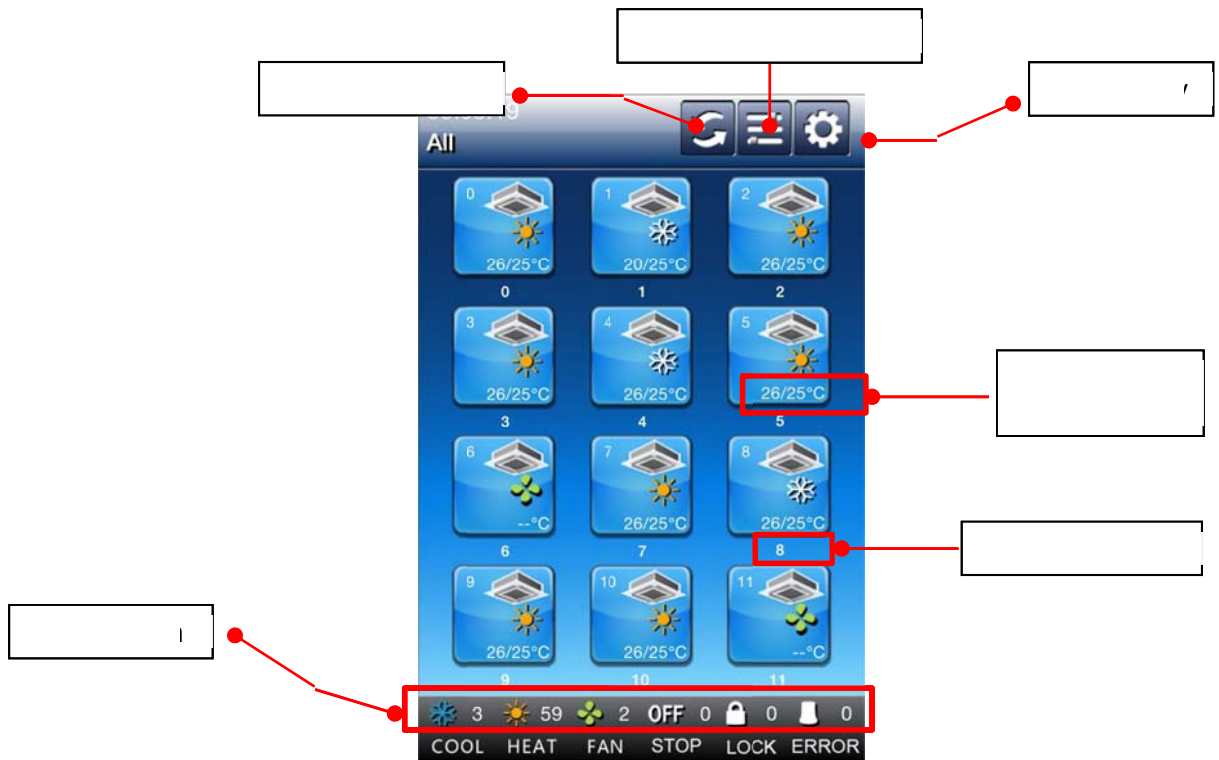 All
0 1 2
26/25°C 20/25°C 26/25°C
0 1 2
3 4 5
26/25°C 26/25°C 26/25°C
3 4 5
6 7 8
--°C 26/25°C 26/25°C
6 7 8
9 10 11
26/25°C 26/25°C --°C
9 10 11
3 59 2 OFF 0 0 0
COOL HEAT FAN STOP LOCK ERROR